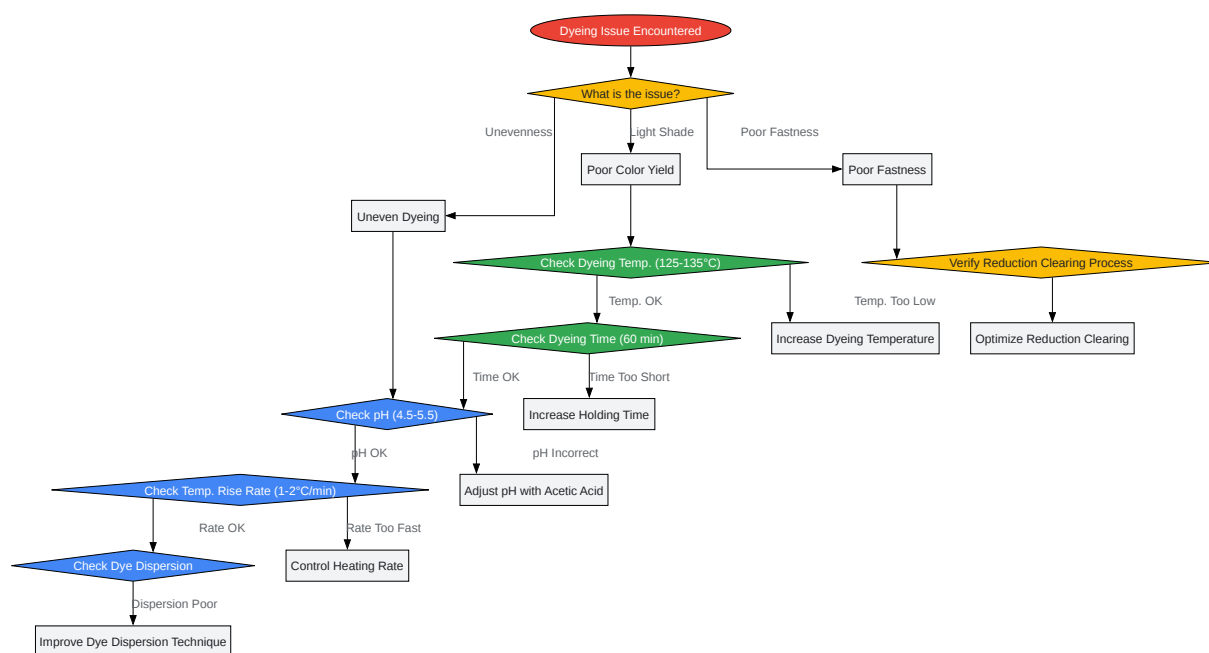 Dyeing Issue Encountered
What is the issue?
Unevenness
Light Shade
Poor Fastness
Poor Color Yield
Poor Fastness
Uneven Dyeing
Check Dyeing Temp. (125-135°C)
Verify Reduction Clearing Process
Temp. OK
Temp. Too Low
Check Dyeing Time (60 min)
Increase Dyeing Temperature
Optimize Reduction Clearing
Time OK
Time Too Short
Check pH (4.5-5.5)
Increase Holding Time
pH OK
pH Incorrect
Check Temp. Rise Rate (1-2°C/min)
Adjust pH with Acetic Acid
Rate OK
Rate Too Fast
Check Dye Dispersion
Control Heating Rate
Dispersion Poor
Improve Dye Dispersion Technique